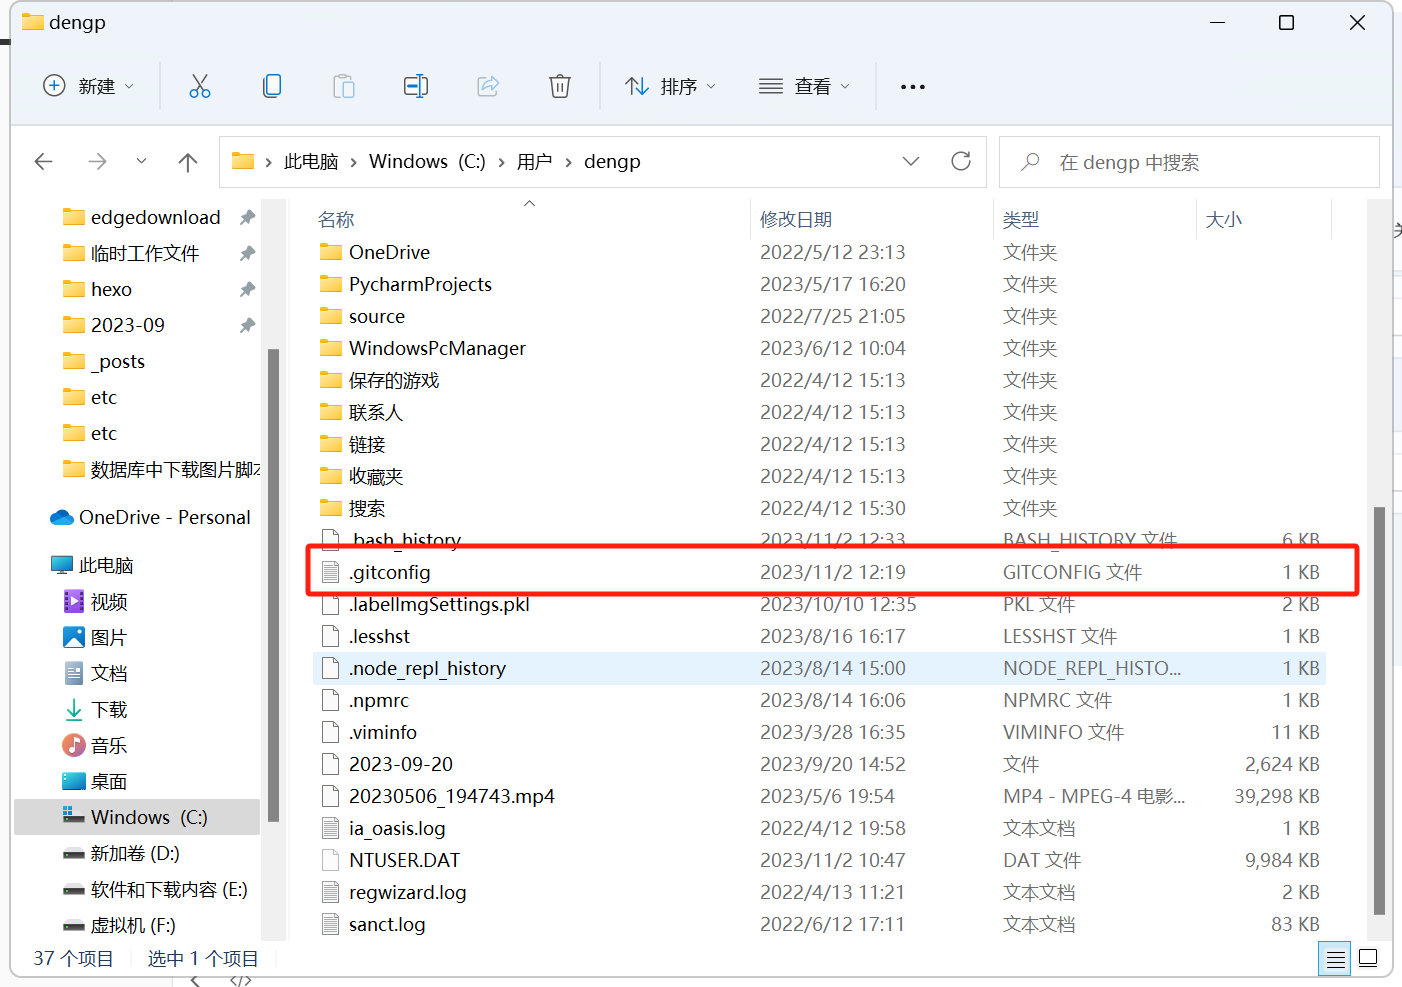 dengp
新建
排序
查看
此电脑 Windows (C:) 用户 dengp
在 dengp 中搜索
edgedownload
临时工作文件
hexo
2023-09
_posts
etc
etc
数据库中下载图片脚本
OneDrive - Personal
此电脑
视频
图片
文档
下载
音乐
桌面
Windows (C:)
新加卷 (D:)
软件和下载内容 (E:)
虚拟机 (F:)
名称 修改日期 类型 大小
OneDrive 2022/5/12 23:13 文件夹
PycharmProjects 2023/5/17 16:20 文件夹
source 2022/7/25 21:05 文件夹
WindowsPcManager 2023/6/12 10:04 文件夹
保存的游戏 2022/4/12 15:13 文件夹
联系人 2022/4/12 15:13 文件夹
链接 2022/4/12 15:13 文件夹
收藏夹 2022/4/12 15:13 文件夹
搜索 2022/4/12 15:30 文件夹
.bash_history 2023/11/2 12:33 BASH_HISTORY 文件 6 KB
.gitconfig 2023/11/2 12:19 GITCONFIG 文件 1 KB
.labelImgSettings.pkl 2023/10/10 12:35 PKL 文件 2 KB
.lesshst 2023/8/16 16:17 LESSHST 文件 1 KB
.node_repl_history 2023/8/14 15:00 NODE_REPL_HISTO... 1 KB
.npmrc 2023/8/14 16:06 NPMRC 文件 1 KB
.viminfo 2023/3/28 16:35 VIMINFO 文件 11 KB
2023-09-20 2023/9/20 14:52 文件 2,624 KB
20230506_194743.mp4 2023/5/6 19:54 MP4 - MPEG-4 电影... 39,298 KB
ia_oasis.log 2022/4/12 19:58 文本文档 1 KB
NTUSER.DAT 2023/11/2 10:47 DAT 文件 9,984 KB
regwizard.log 2022/4/13 11:21 文本文档 2 KB
sanct.log 2022/6/12 17:11 文本文档 83 KB
37 个项目 选中 1 个项目